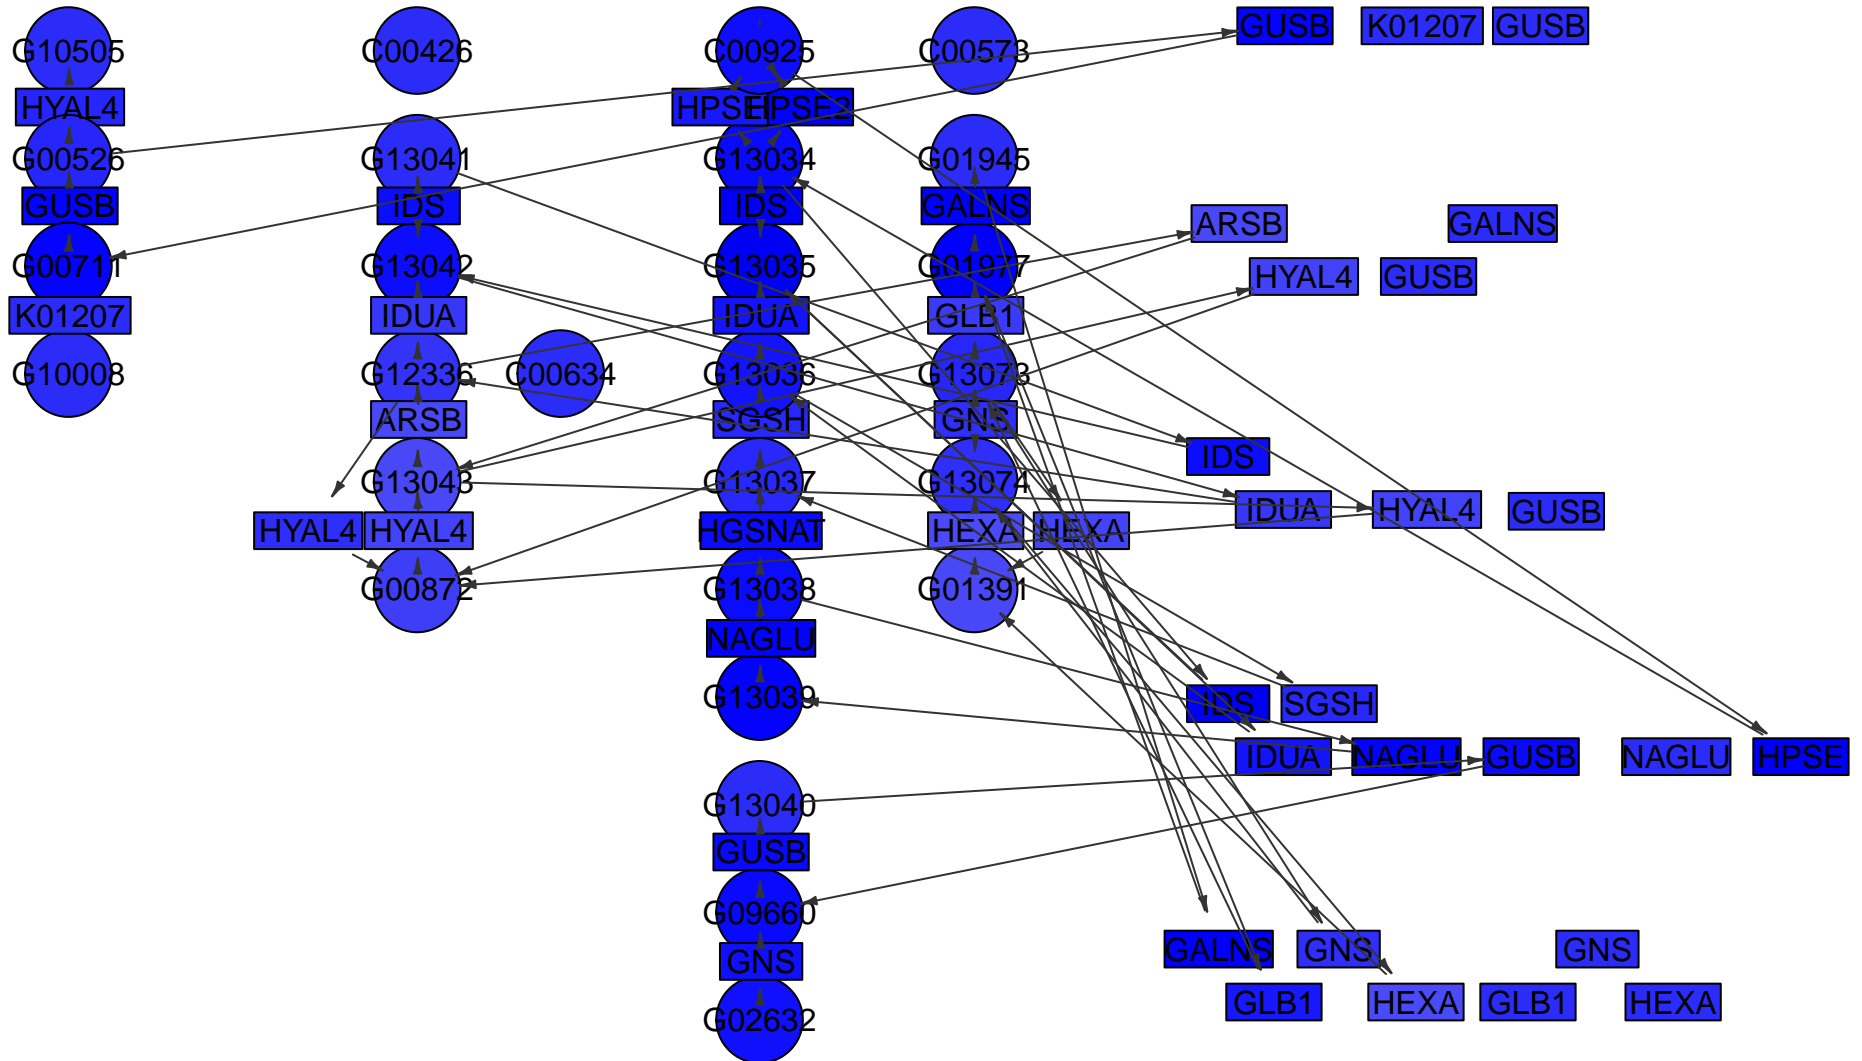 G10505 C00426 C00925 C00573 GUSB K01207 GUSB
HYAL4 HPSE HPSE2
G00526 G13041 G13034 G01945
GUSB IDS IDS GALNS ARSB GALNS
G00711 G13042 G13035 G01977 HYAL4 GUSB
K01207 IDUA IDUA GLB1
G10008 G12336 C00634 G13036 G13073
ARSB SGSH GNS
IDS
G13043 G13037 G13074
IDUA HYAL4 GUSB
HYAL4 HYAL4 HGSNAT HEXA HEXA
G00872 G13038 G01391
NAGLU
G13039 IDS SGSH
IDUA NAGLU GUSB NAGLU HPSE
G13040
GUSB
G09660
GALNS GNS GNS
GNS
GLB1 HEXA GLB1 HEXA
G02632